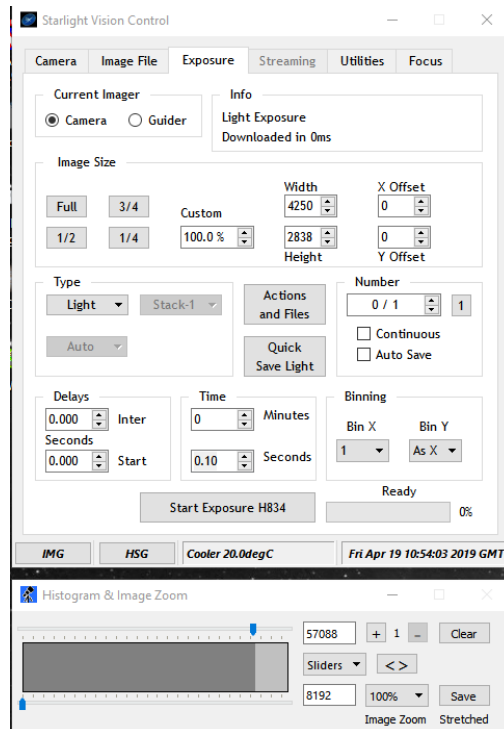 Starlight Vision Control
Camera Image File Exposure Streaming Utilities Focus
Current Imager Info
Camera Guider Light Exposure
Downloaded in 0ms
Image Size
Width X Offset
Full 3/4 Custom 4250 0
1/2 1/4 100.0 % 2838 0
Height Y Offset
Type Number
Light Stack-1 Actions and Files 0 / 1 1
Continuous
Auto Quick Save Light Auto Save
Delays Time Binning
0.000 Inter 0 Minutes Bin X Bin Y
Seconds 1 As X
0.000 Start 0.10 Seconds
Ready
Start Exposure H834 0%
IMG HSG Cooler 20.0degC Fri Apr 19 10:54:03 2019 GMT
Histogram & Image Zoom
57088 + 1 - Clear
Sliders < >
8192 100% Save
Image Zoom Stretched